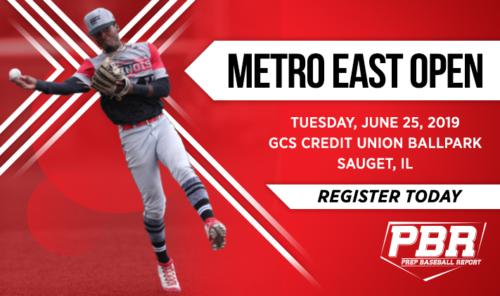 METRO EAST OPEN
TUESDAY, JUNE 25, 2019
GCS CREDIT UNION BALLPARK
SAUGET, IL
REGISTER TODAY
PBR
PREP BASEBALL REPORT